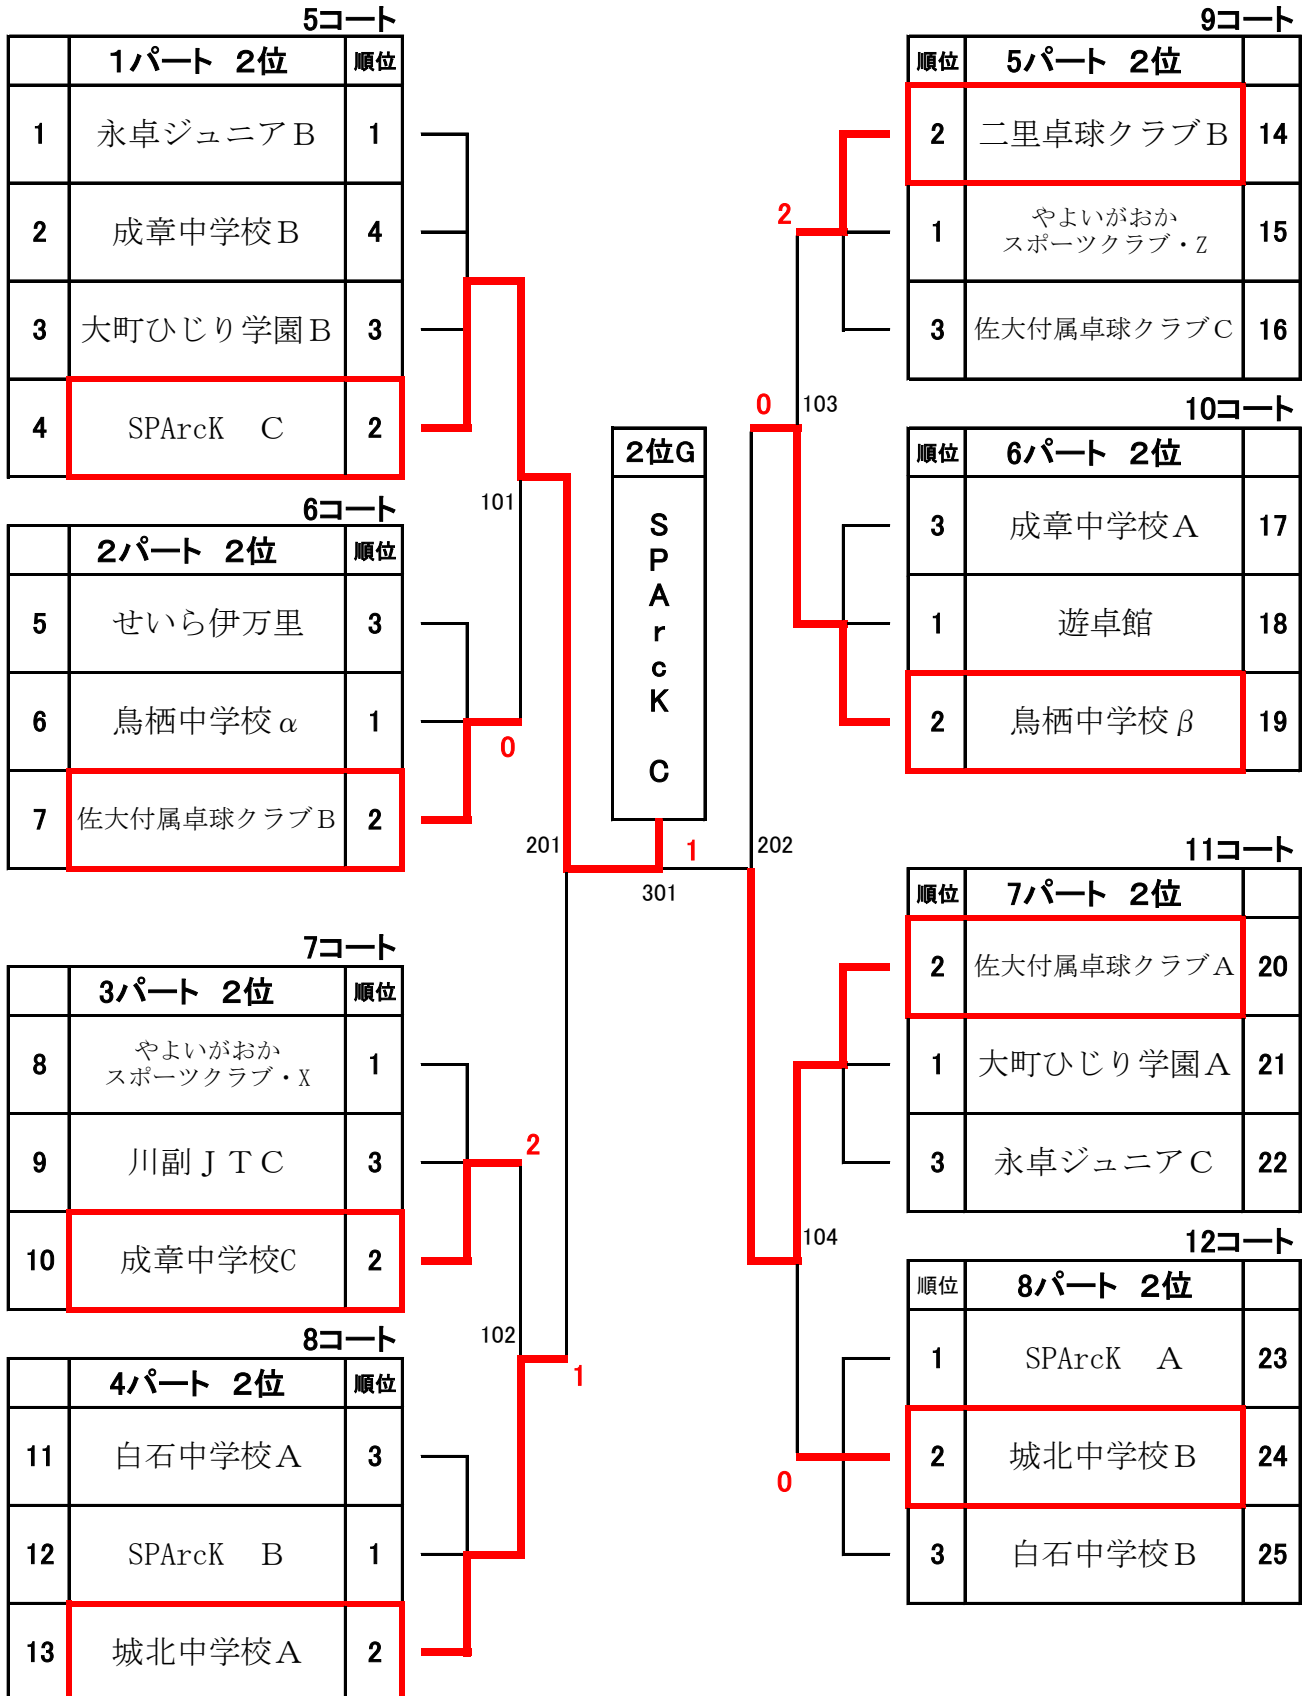 5コート
1パート 2位 順位
1 永卓ジュニアB 1
2 成章中学校B 4
3 大町ひじり学園B 3
4 SPArcK C 2
6コート
2パート 2位 順位
5 せいら伊万里 3
6 鳥栖中学校α 1
7 佐大付属卓球クラブB 2
7コート
3パート 2位 順位
8 やよいがおか
スポーツクラブ・X 1
9 川副JTC 3
10 成章中学校C 2
8コート
4パート 2位 順位
11 白石中学校A 3
12 SPArcK B 1
13 城北中学校A 2
101
0
201
2
102
1
2位G
SPArcK C
1
301
2
103
0
202
104
0
9コート
順位 5パート 2位
2 二里卓球クラブB 14
1 やよいがおか
スポーツクラブ・Z 15
3 佐大付属卓球クラブC 16
10コート
順位 6パート 2位
3 成章中学校A 17
1 遊卓館 18
2 鳥栖中学校β 19
11コート
順位 7パート 2位
2 佐大付属卓球クラブA 20
1 大町ひじり学園A 21
3 永卓ジュニアC 22
12コート
順位 8パート 2位
1 SPArcK A 23
2 城北中学校B 24
3 白石中学校B 25